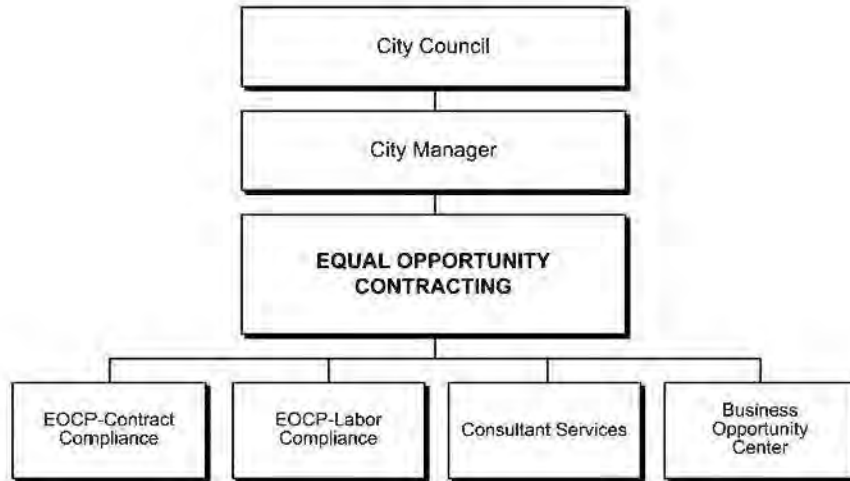 City Council
City Manager
EQUAL OPPORTUNITY
CONTRACTING
EOCP-Contract
Compliance
EOCP-Labor
Compliance
Consultant Services
Business
Opportunity
Center